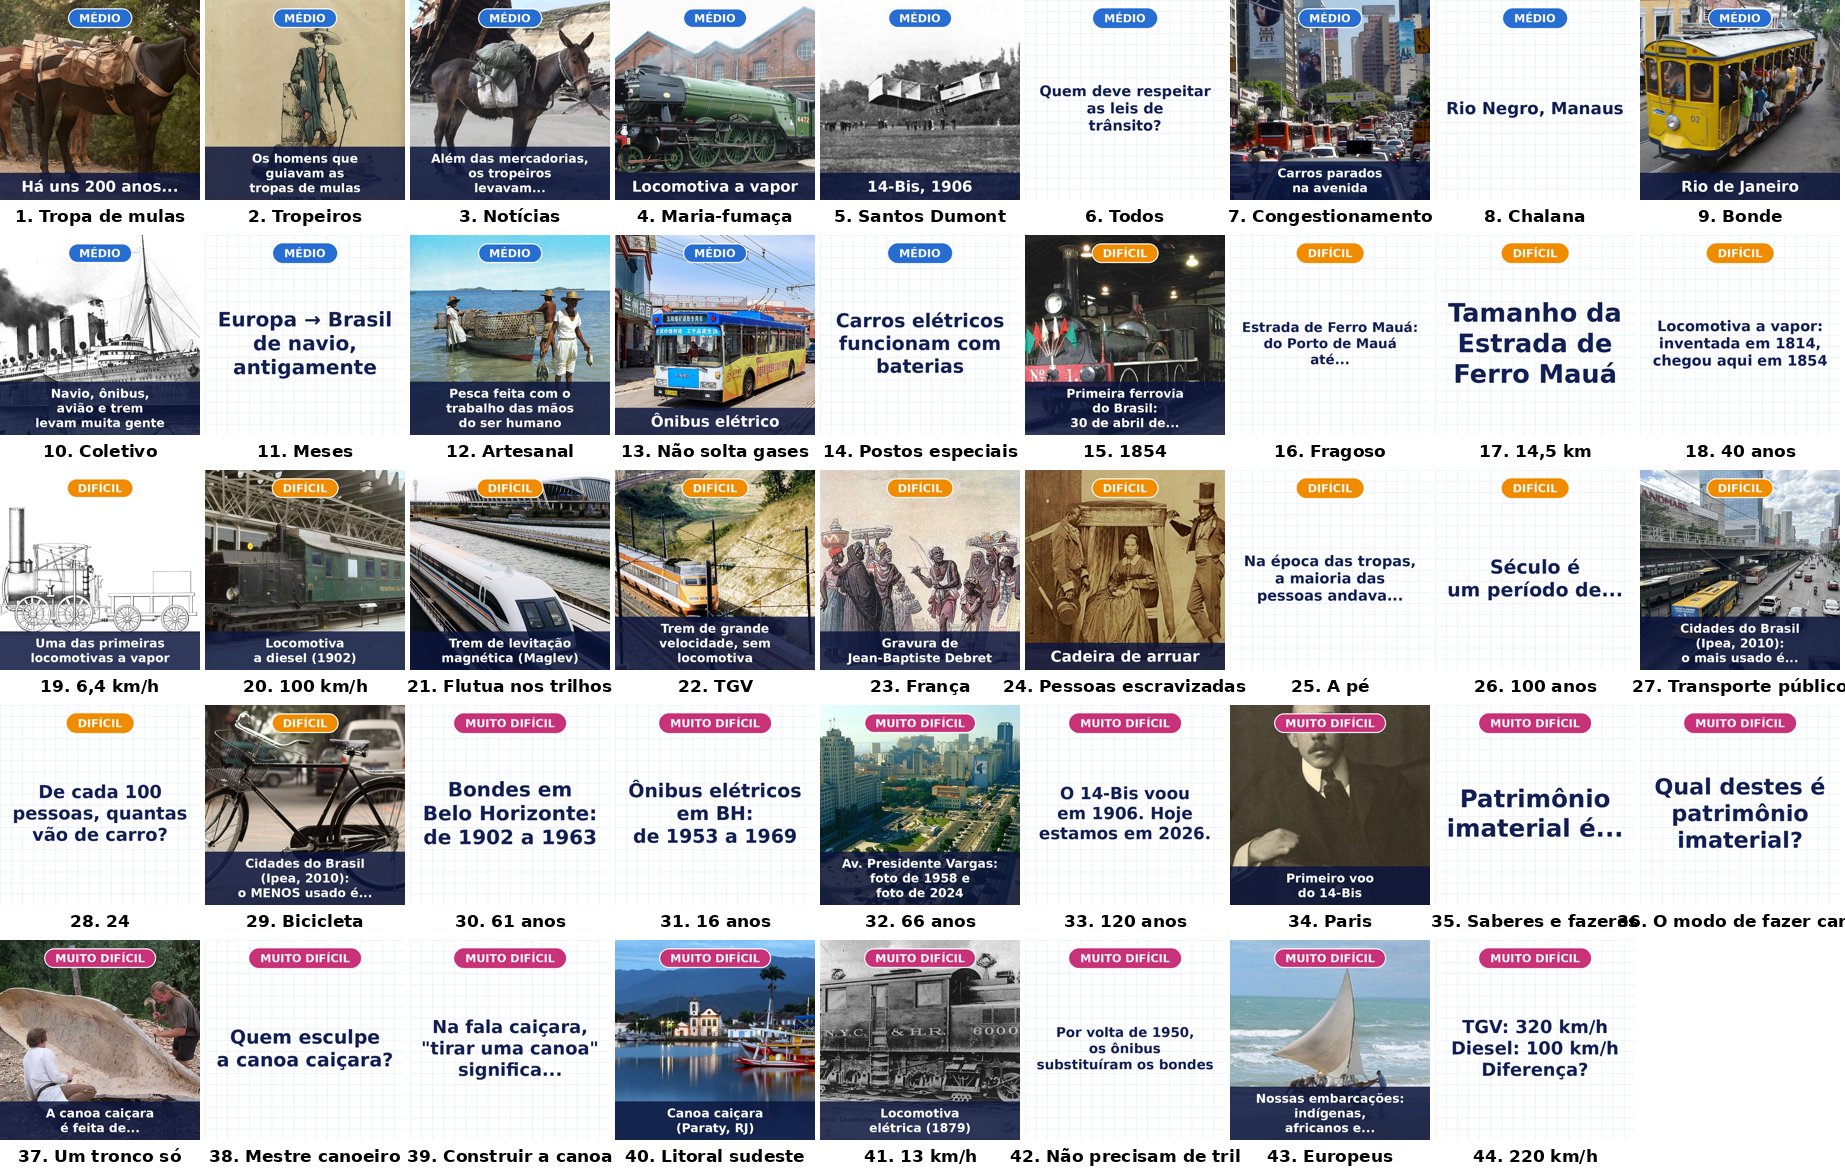 MÉDIO
Há uns 200 anos...
1. Tropa de mulas
MÉDIO
Os homens que
guiavam as
tropas de mulas
2. Tropeiros
MÉDIO
Além das mercadorias,
os tropeiros
levavam...
3. Notícias
MÉDIO
4472
Locomotiva a vapor
4. Maria-fumaça
MÉDIO
14-Bis, 1906
5. Santos Dumont
MÉDIO
Quem deve respeitar
as leis de
trânsito?
6. Todos
MÉDIO
Carros parados
na avenida
7. Congestionamento
MÉDIO
Rio Negro, Manaus
8. Chalana
MÉDIO
02
Rio de Janeiro
9. Bonde
MÉDIO
Navio, ônibus,
avião e trem
levam muita gente
10. Coletivo
MÉDIO
Europa → Brasil
de navio,
antigamente
11. Meses
MÉDIO
Pesca feita com o
trabalho das mãos
do ser humano
12. Artesanal
MÉDIO
Ônibus elétrico
13. Não solta gases
MÉDIO
Carros elétricos
funcionam com
baterias
14. Postos especiais
DIFÍCIL
Primeira ferrovia
do Brasil:
30 de abril de...
15. 1854
DIFÍCIL
Estrada de Ferro Mauá:
do Porto de Mauá
até...
16. Fragoso
DIFÍCIL
Tamanho da
Estrada de
Ferro Mauá
17. 14,5 km
DIFÍCIL
Locomotiva a vapor:
inventada em 1814,
chegou aqui em 1854
18. 40 anos
DIFÍCIL
Uma das primeiras
locomotivas a vapor
19. 6,4 km/h
DIFÍCIL
Locomotiva
a diesel (1902)
20. 100 km/h
DIFÍCIL
Trem de levitação
magnética (Maglev)
21. Flutua nos trilhos
DIFÍCIL
Trem de grande
velocidade, sem
locomotiva
22. TGV
DIFÍCIL
Gravura de
Jean-Baptiste Debret
23. França
DIFÍCIL
Cadeira de arruar
24. Pessoas escravizadas
DIFÍCIL
Na época das tropas,
a maioria das
pessoas andava...
25. A pé
DIFÍCIL
Século é
um período de...
26. 100 anos
DIFÍCIL
LANDMARK
Cidades do Brasil
(Ipea, 2010):
o mais usado é...
27. Transporte público
DIFÍCIL
De cada 100
pessoas, quantas
vão de carro?
28. 24
DIFÍCIL
Cidades do Brasil
(Ipea, 2010):
o MENOS usado é...
29. Bicicleta
MUITO DIFÍCIL
Bondes em
Belo Horizonte:
de 1902 a 1963
30. 61 anos
MUITO DIFÍCIL
Ônibus elétricos
em BH:
de 1953 a 1969
31. 16 anos
MUITO DIFÍCIL
Av. Presidente Vargas:
foto de 1958 e
foto de 2024
32. 66 anos
MUITO DIFÍCIL
O 14-Bis voou
em 1906. Hoje
estamos em 2026.
33. 120 anos
MUITO DIFÍCIL
Primeiro voo
do 14-Bis
34. Paris
MUITO DIFÍCIL
Patrimônio
imaterial é...
35. Saberes e fazeres
MUITO DIFÍCIL
Qual destes é
patrimônio
imaterial?
36. O modo de fazer can
MUITO DIFÍCIL
A canoa caiçara
é feita de...
37. Um tronco só
MUITO DIFÍCIL
Quem esculpe
a canoa caiçara?
38. Mestre canoeiro
MUITO DIFÍCIL
Na fala caiçara,
"tirar uma canoa"
significa...
39. Construir a canoa
MUITO DIFÍCIL
Canoa caiçara
(Paraty, RJ)
40. Litoral sudeste
MUITO DIFÍCIL
N.Y.C. & H.R. 6000
Locomotiva
elétrica (1879)
41. 13 km/h
MUITO DIFÍCIL
Por volta de 1950,
os ônibus
substituíram os bondes
42. Não precisam de tril
MUITO DIFÍCIL
Nossas embarcações:
indígenas,
africanos e...
43. Europeus
MUITO DIFÍCIL
TGV: 320 km/h
Diesel: 100 km/h
Diferença?
44. 220 km/h